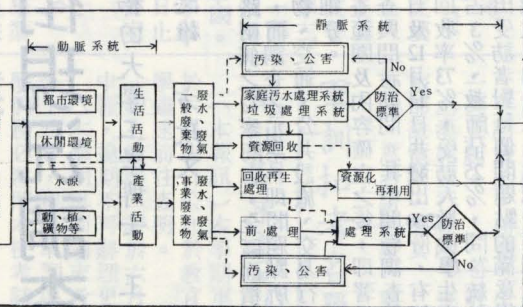 動脈系統
靜脈系統
都市環境
休閒環境
水源
動、植、
礦物等
生活活動
產業活動
廢水、廢氣
一般廢棄物
廢水、廢氣
事業廢棄物
汚染、公害
家庭汚水處理系統
垃圾處理系統
資源回收
防治
標準
No
Yes
回收再生
處理
資源化
再利用
前處理
處理系統
防治
標準
Yes
No
汚染、公害